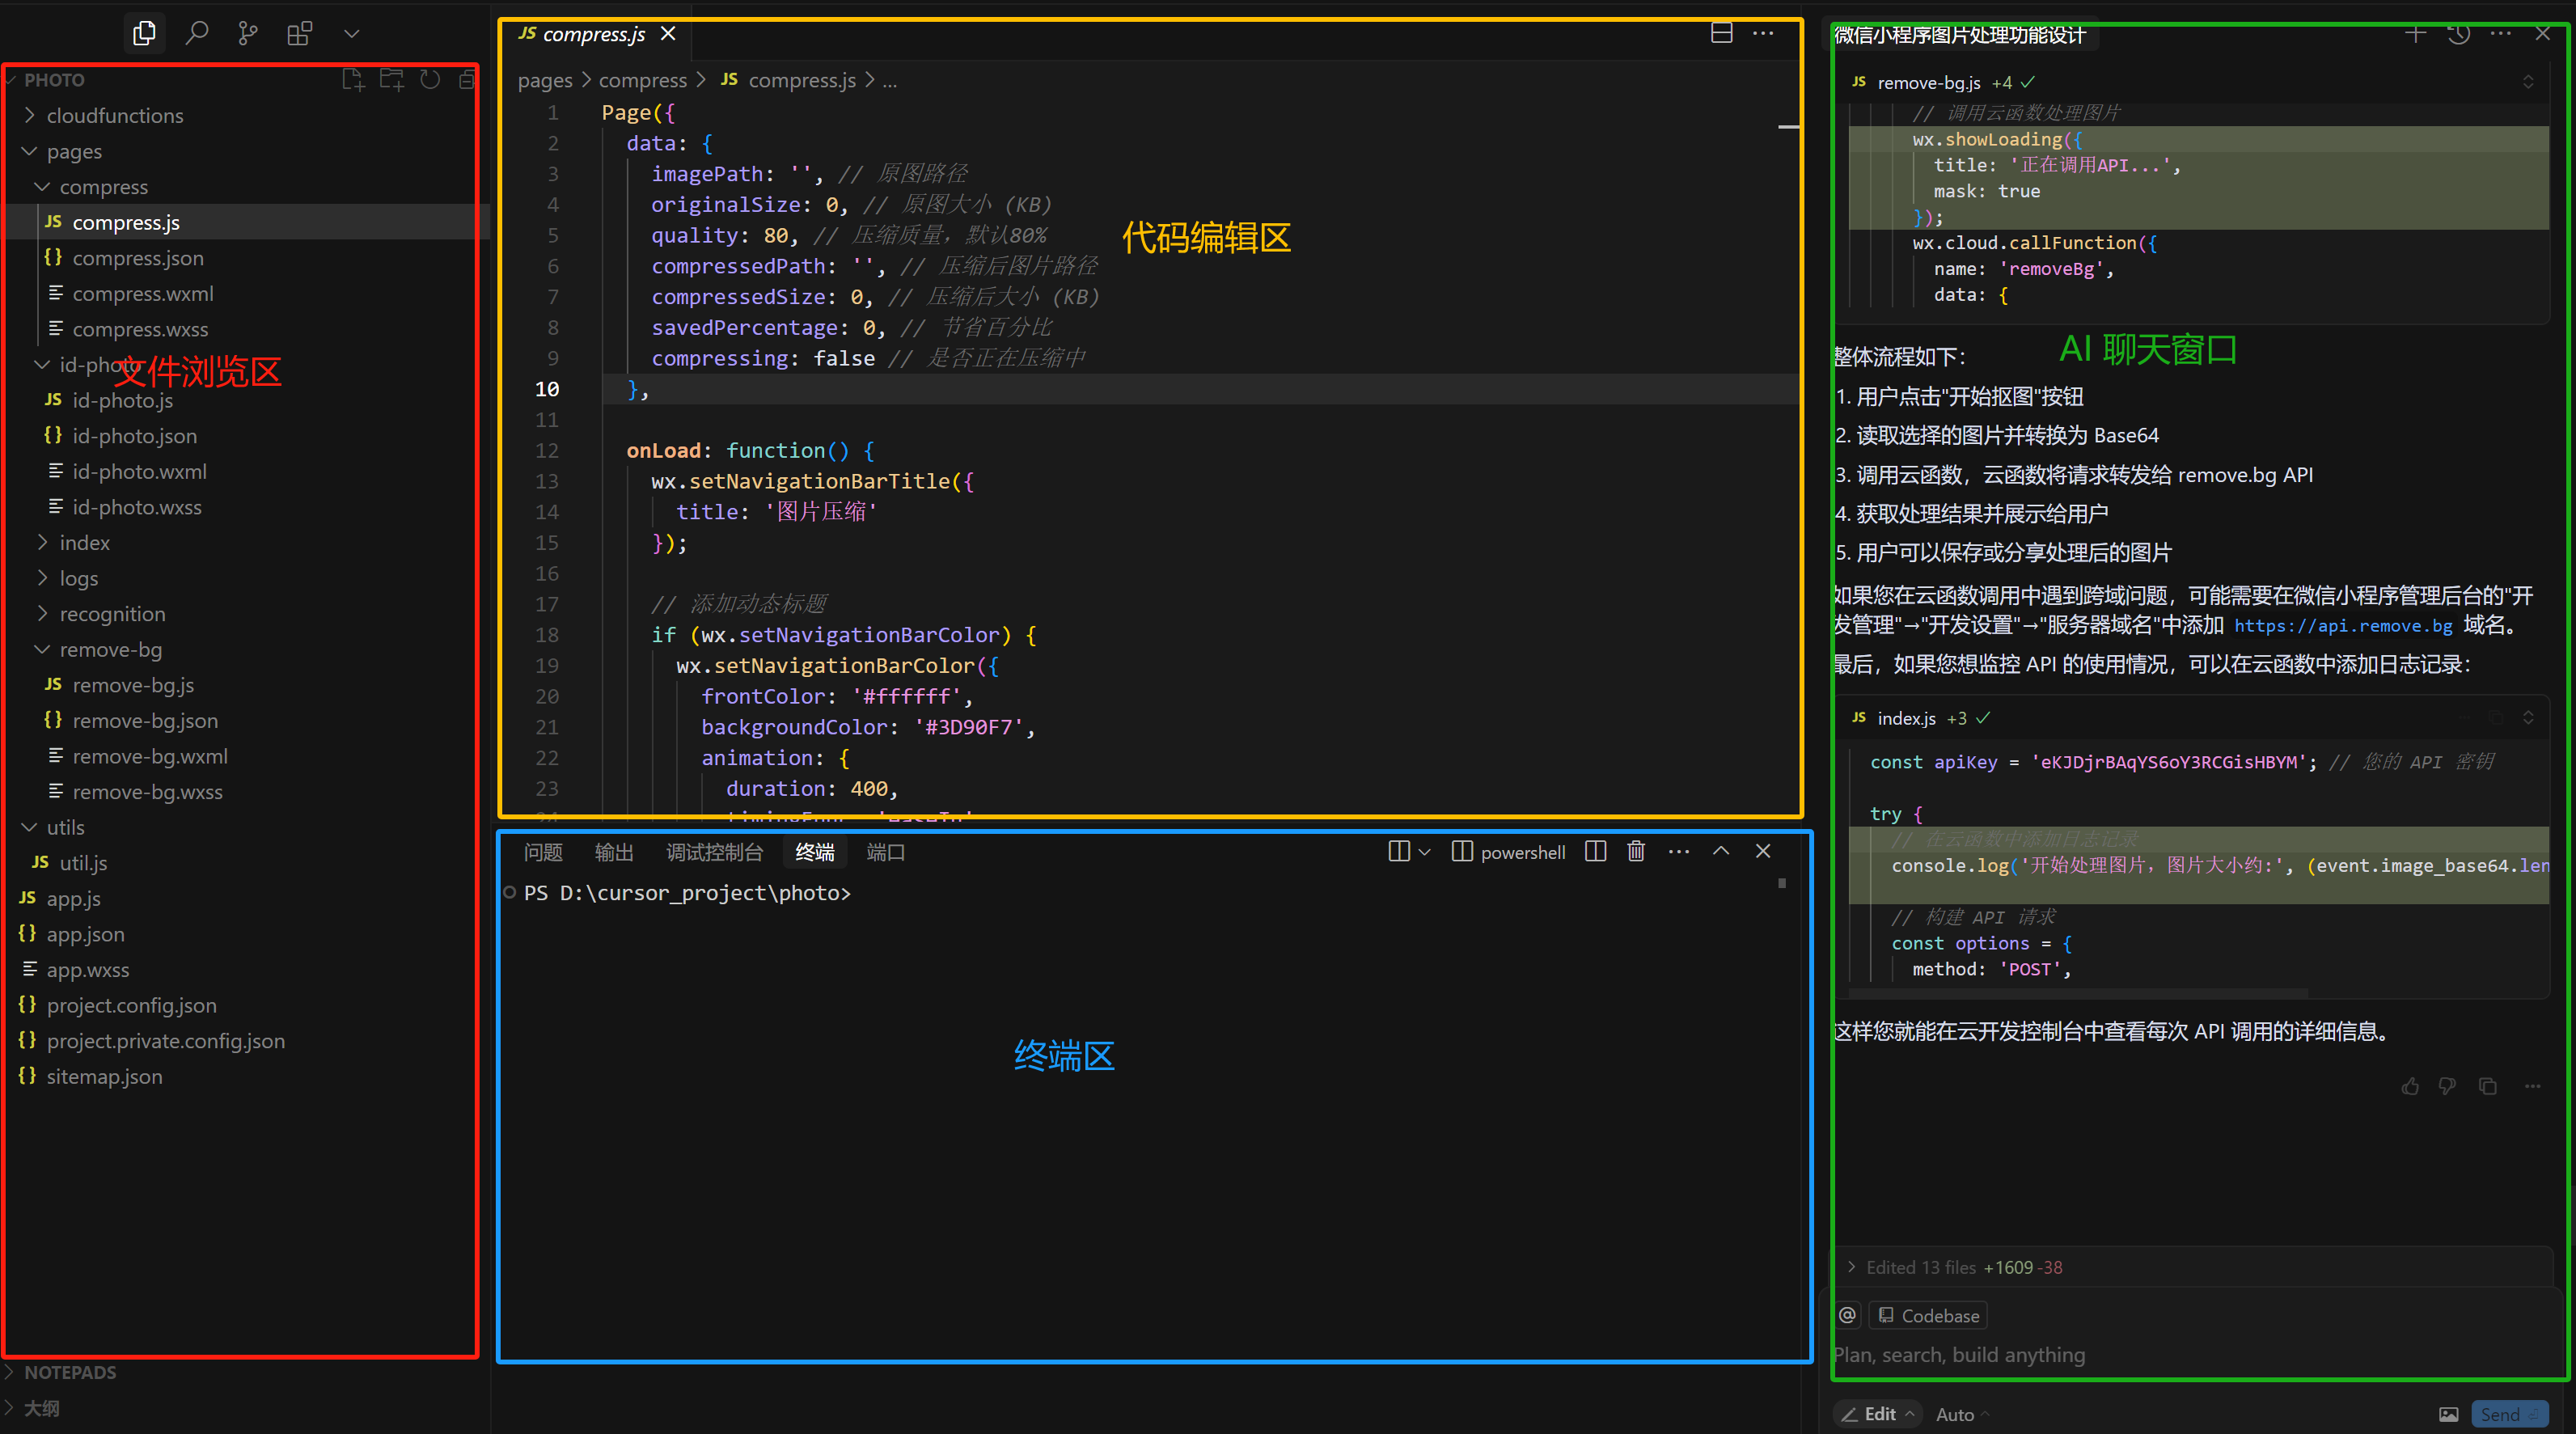 PHOTO
cloudfunctions
pages
compress
compress.js
compress.json
compress.wxml
compress.wxss
id-photo
文件浏览区
id-photo.js
id-photo.json
id-photo.wxml
id-photo.wxss
index
logs
recognition
remove-bg
remove-bg.js
remove-bg.json
remove-bg.wxml
remove-bg.wxss
utils
util.js
app.js
app.json
app.wxss
project.config.json
project.private.config.json
sitemap.json
NOTEPADS
大纲
JS compress.js
pages > compress > JS compress.js > ...
1 Page({
2 data: {
3 imagePath: '', // 原图路径
4 originalSize: 0, // 原图大小 (KB)
5 quality: 80, // 压缩质量，默认80%
代码编辑区
6 compressedPath: '', // 压缩后图片路径
7 compressedSize: 0, // 压缩后大小 (KB)
8 savedPercentage: 0, // 节省百分比
9 compressing: false // 是否正在压缩中
10 },
11
12 onLoad: function() {
13 wx.setNavigationBarTitle({
14 title: '图片压缩'
15 });
16
17 // 添加动态标题
18 if (wx.setNavigationBarColor) {
19 wx.setNavigationBarColor({
20 frontColor: '#ffffff',
21 backgroundColor: '#3D90F7',
22 animation: {
23 duration: 400,
问题 输出 调试控制台 终端 端口 powershell
PS D:\cursor_project\photo>
终端区
微信小程序图片处理功能设计
JS remove-bg.js +4
// 调用云函数处理图片
wx.showLoading({
title: '正在调用API...',
mask: true
});
wx.cloud.callFunction({
name: 'removeBg',
data: {
AI 聊天窗口
整体流程如下：
1. 用户点击"开始抠图"按钮
2. 读取选择的图片并转换为 Base64
3. 调用云函数，云函数将请求转发给 remove.bg API
4. 获取处理结果并展示给用户
5. 用户可以保存或分享处理后的图片
如果您在云函数调用中遇到跨域问题，可能需要在微信小程序管理后台的"开
发管理"→"开发设置"→"服务器域名"中添加 https://api.remove.bg 域名。
最后，如果您想监控 API 的使用情况，可以在云函数中添加日志记录：
JS index.js +3
const apiKey = 'eKJDjrBAqYS6oY3RCGisHBYM'; // 您的 API 密钥
try {
// 在云函数中添加日志记录
console.log('开始处理图片，图片大小约:', (event.image_base64.len
// 构建 API 请求
const options = {
method: 'POST',
这样您就能在云开发控制台中查看每次 API 调用的详细信息。
Edited 13 files +1609 -38
@ Codebase
Plan, search, build anything
Edit Auto Send